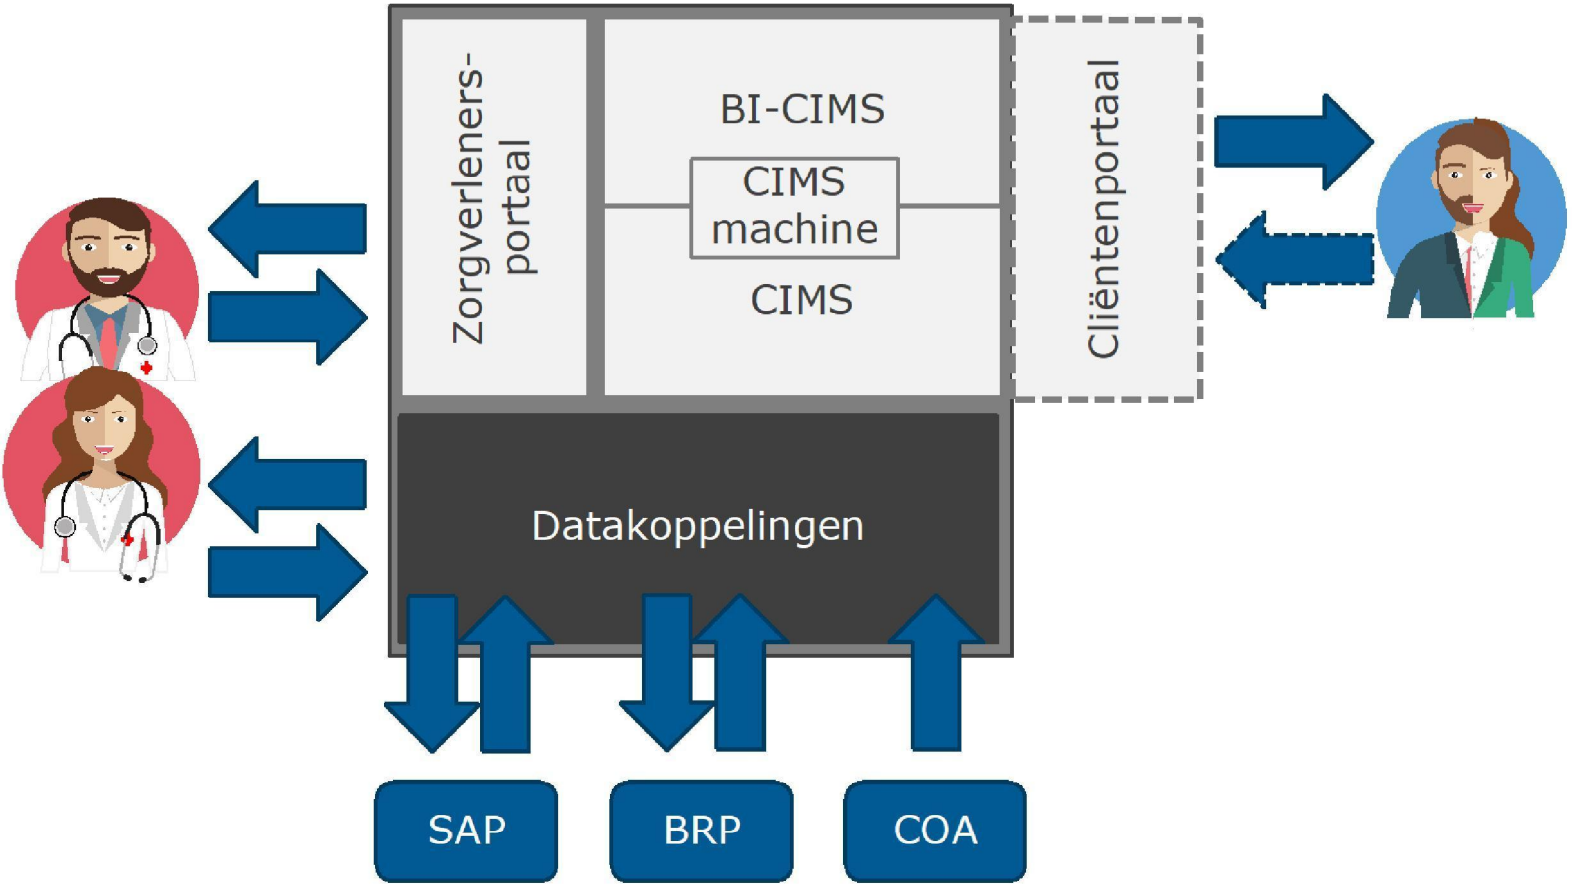 Zorgverleners-
portaal
BI-CIMS
CIMS
machine
CIMS
Cliëntenportaal
Datakoppelingen
SAP
BRP
COA